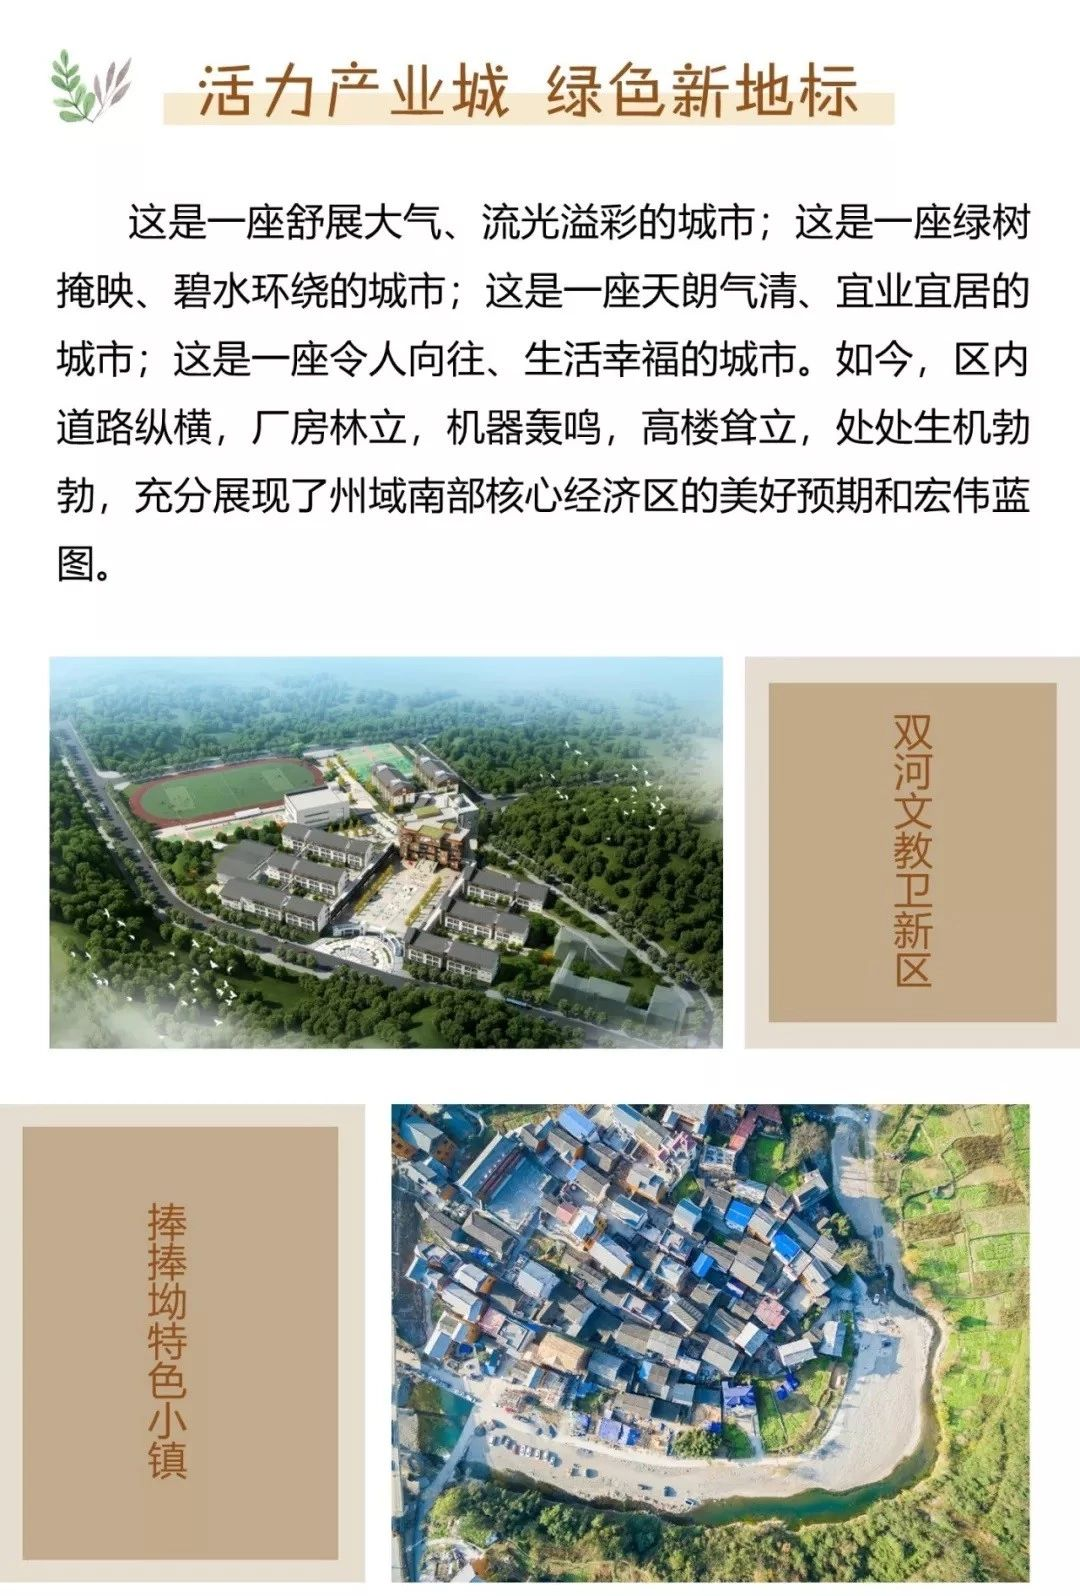 活力产业城 绿色新地标
这是一座舒展大气、流光溢彩的城市；这是一座绿树
掩映、碧水环绕的城市；这是一座天朗气清、宜业宜居的
城市；这是一座令人向往、生活幸福的城市。如今，区内
道路纵横，厂房林立，机器轰鸣，高楼耸立，处处生机勃
勃，充分展现了州域南部核心经济区的美好预期和宏伟蓝
图。
双河文教卫新区
捧捧坳特色小镇